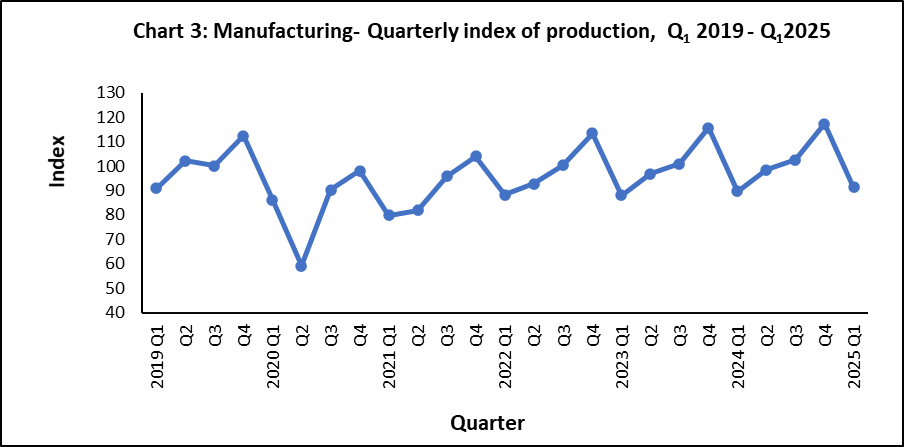 Chart 3: Manufacturing- Quarterly index of production, Q1 2019 - Q12025
Index
130
120
110
100
90
80
70
60
50
40
2019 Q1
Q2
Q3
Q4
2020 Q1
Q2
Q3
Q4
2021 Q1
Q2
Q3
Q4
2022 Q1
Q2
Q3
Q4
2023 Q1
Q2
Q3
Q4
2024 Q1
Q2
Q3
Q4
2025 Q1
Quarter